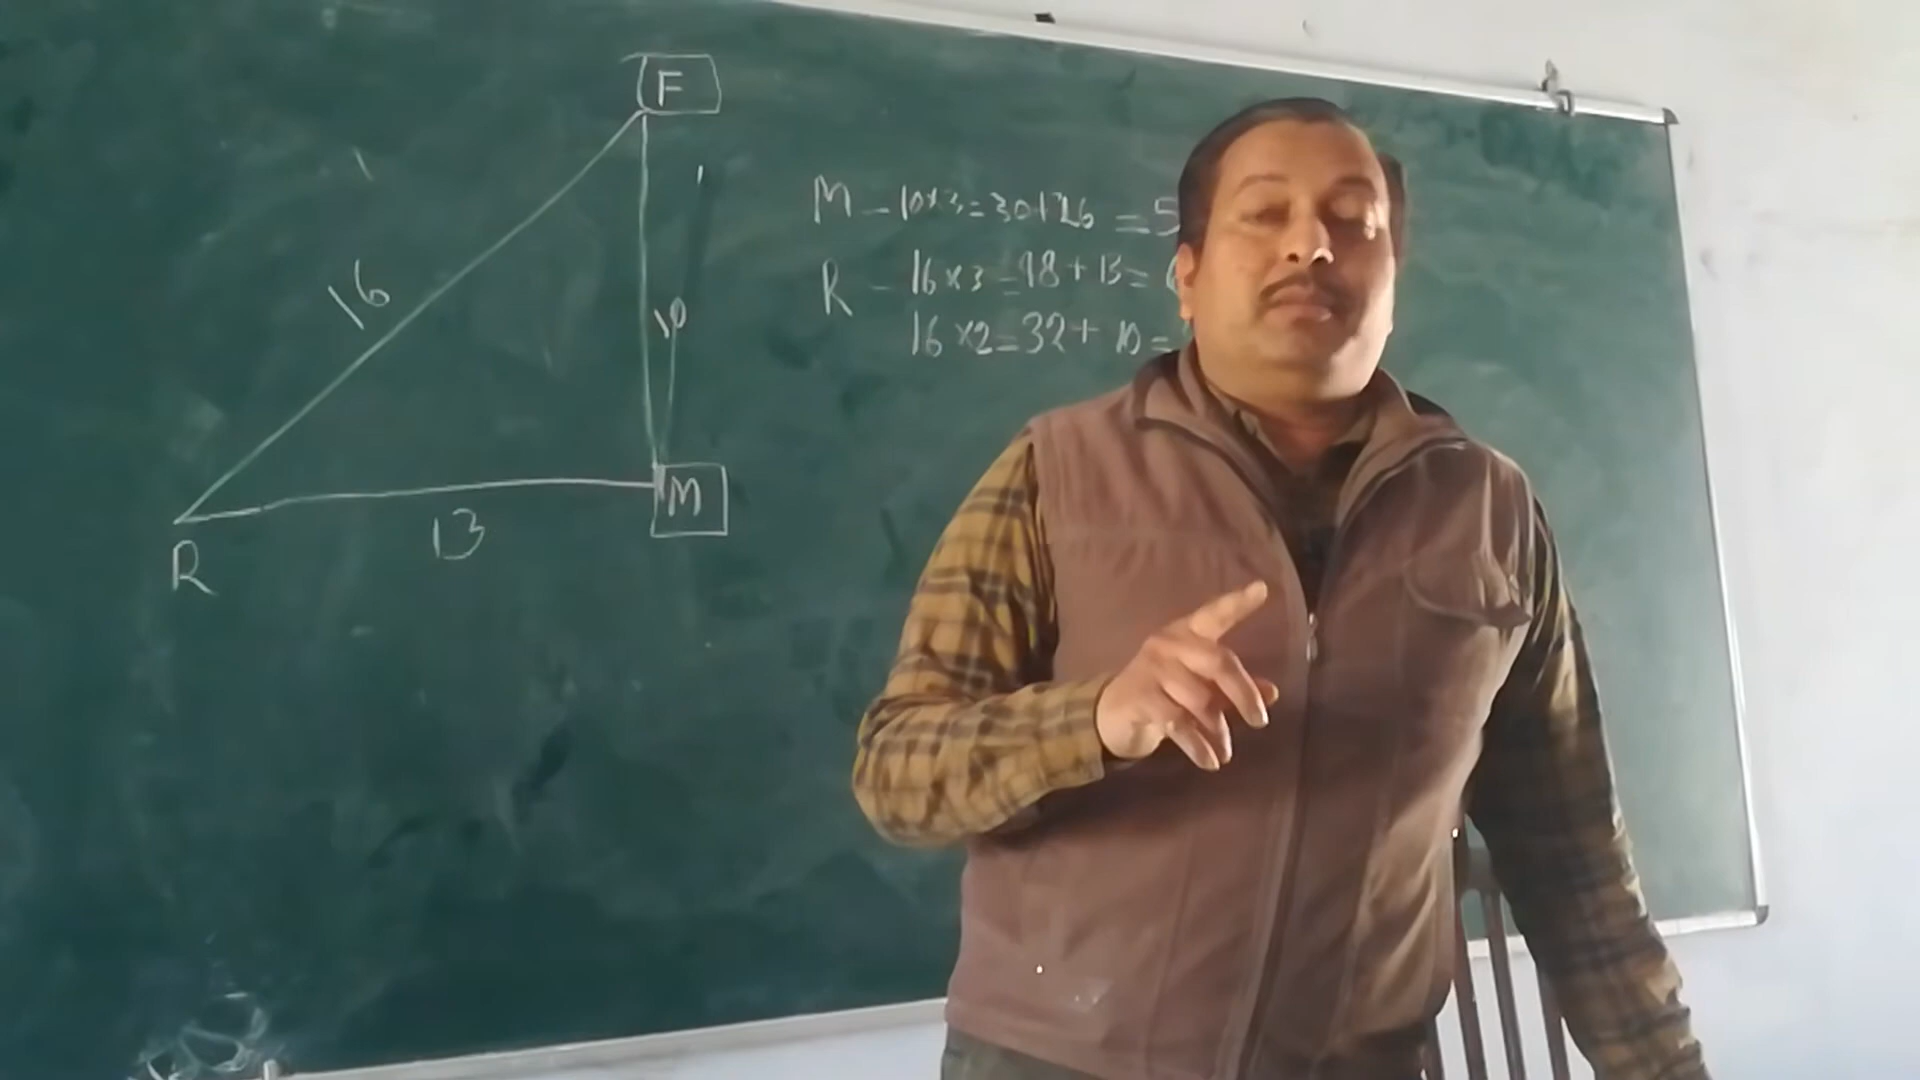 F
16
10
M
13
R
M - 10×3=30+26 = 5
R - 16×3=48+13=
16×2=32+10=